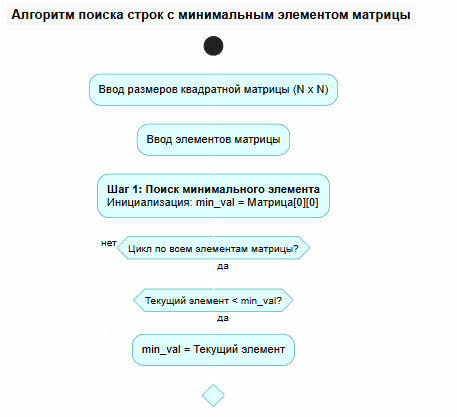 Алгоритм поиска строк с минимальным элементом матрицы
Ввод размеров квадратной матрицы (N x N)
Ввод элементов матрицы
Шаг 1: Поиск минимального элемента
Инициализация: min_val = Матрица[0][0]
нет
Цикл по всем элементам матрицы?
да
Текущий элемент < min_val?
да
min_val = Текущий элемент